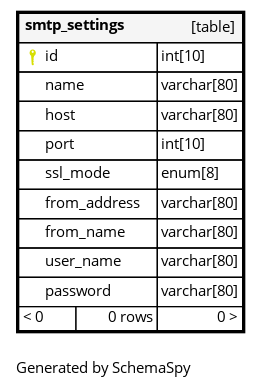 smtp_settings [table]
id int[10]
name varchar[80]
host varchar[80]
port int[10]
ssl_mode enum[8]
from_address varchar[80]
from_name varchar[80]
user_name varchar[80]
password varchar[80]
< 0 0 rows 0 >
Generated by SchemaSpy